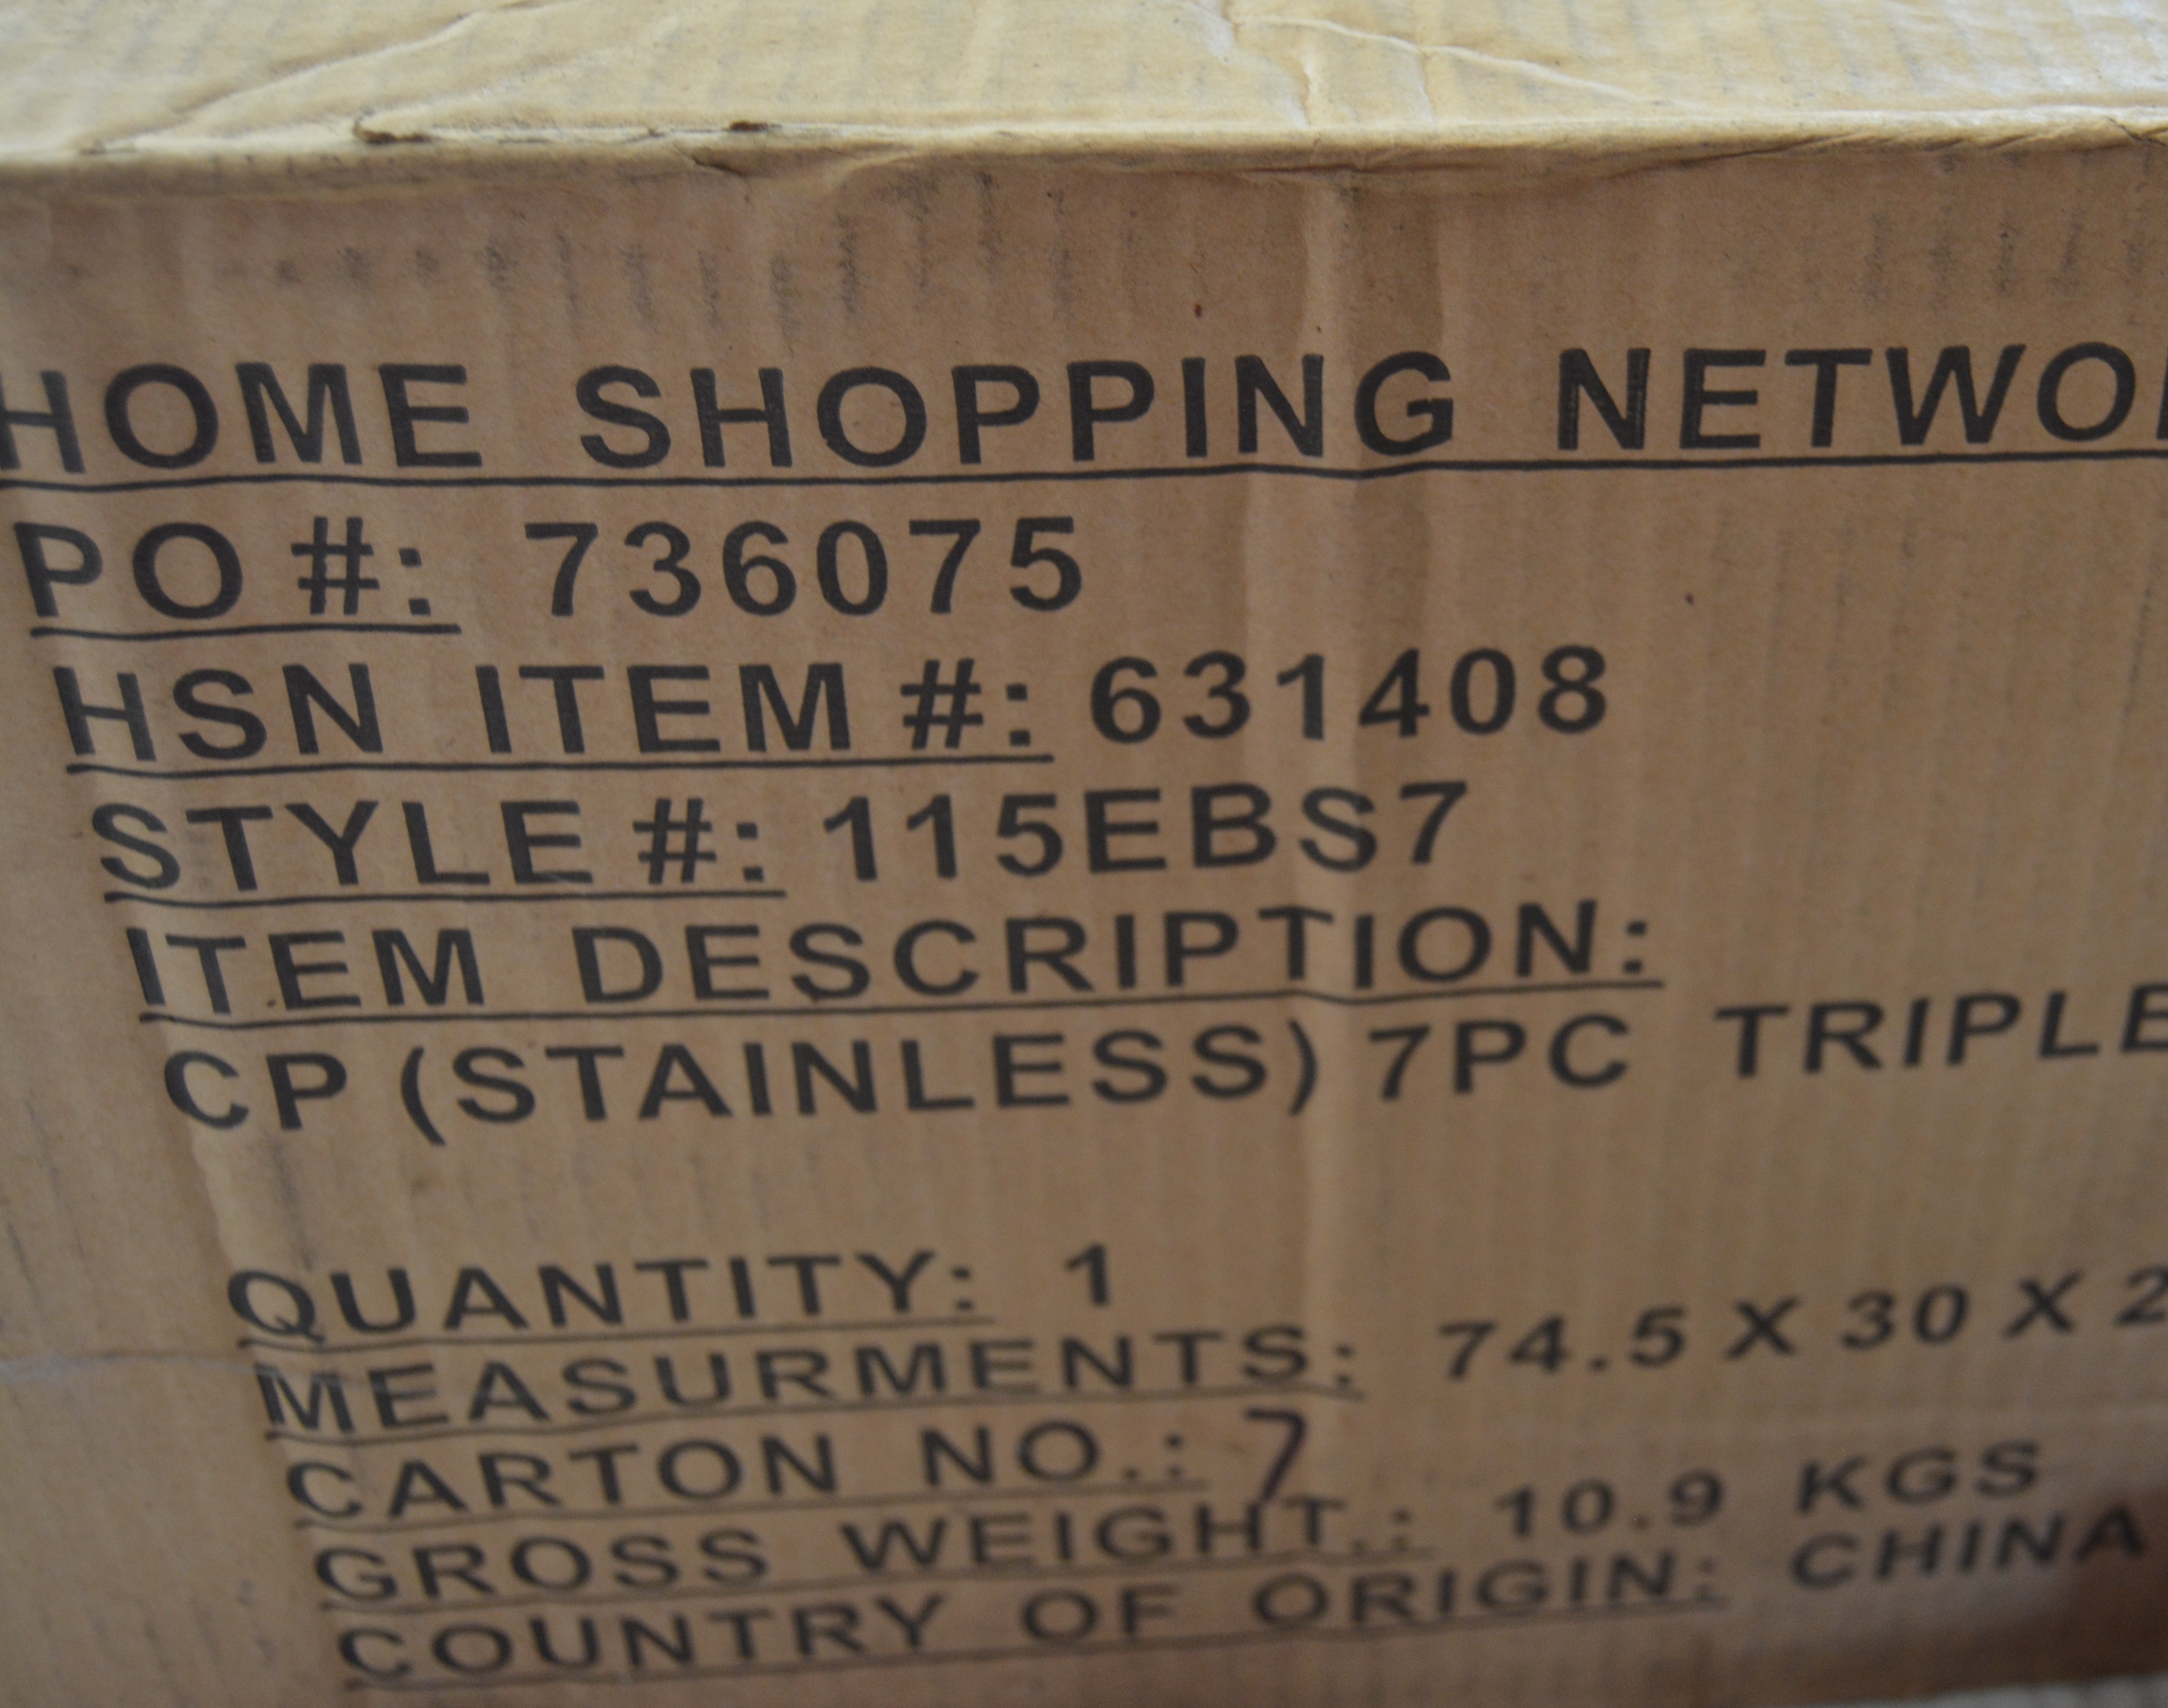 HOME SHOPPING NETWO
PO #: 736075
HSN ITEM #: 631408
STYLE #: 115EBS7
ITEM DESCRIPTION:
CP (STAINLESS) 7PC TRIPLE
QUANTITY: 1
MEASURMENTS: 74.5 X 30 X 2
CARTON NO.: 7
GROSS WEIGHT.: 10.9 KGS
COUNTRY OF ORIGIN: CHINA